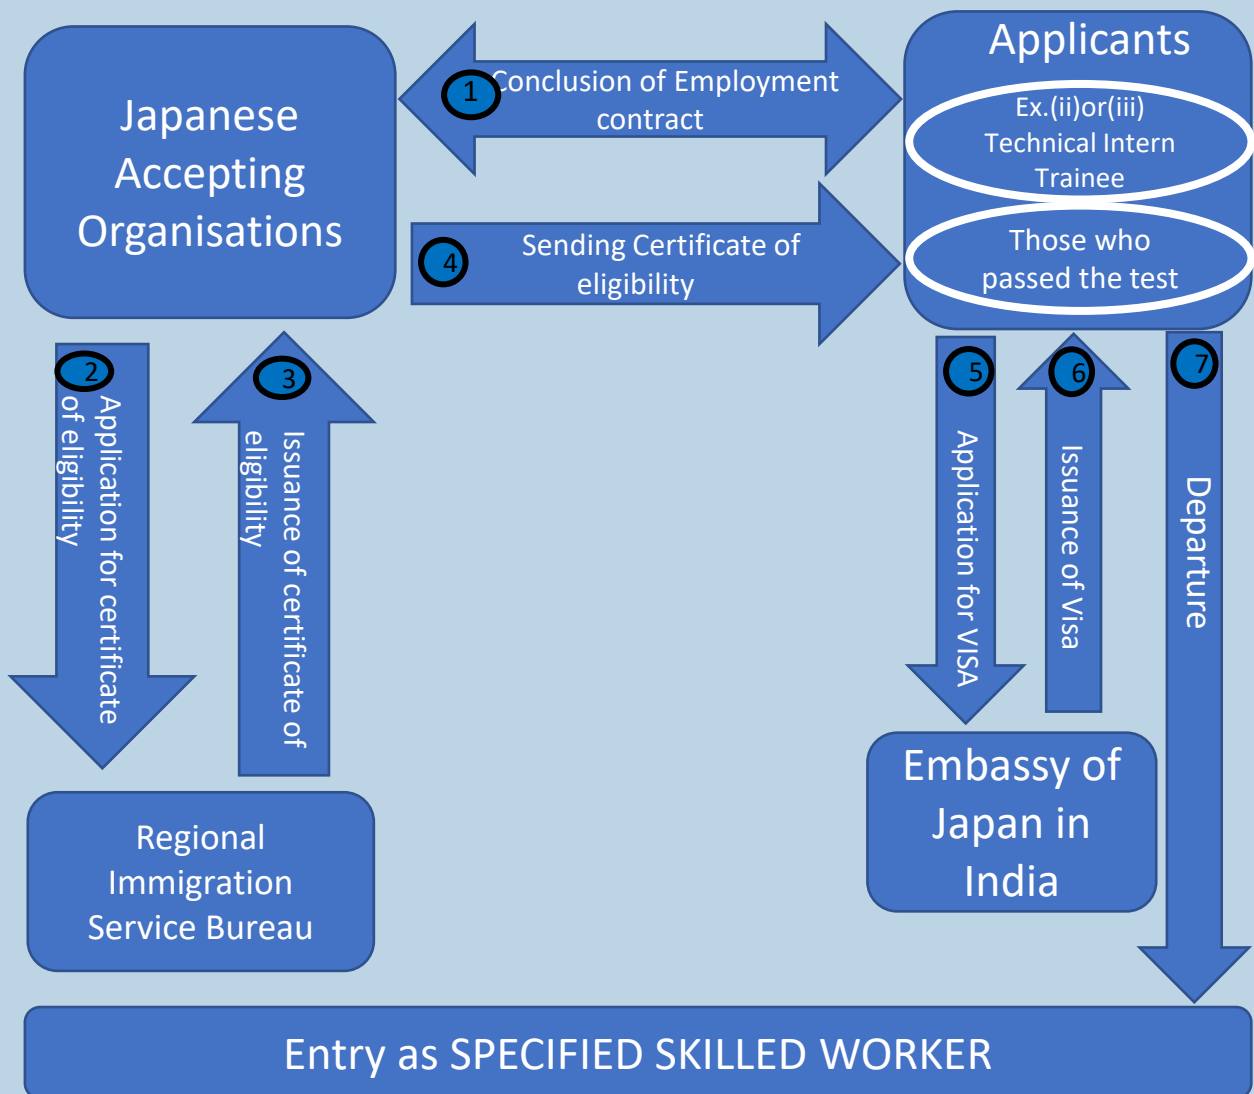 Japanese
Accepting
Organisations
1
Conclusion of Employment
contract
Applicants
Ex.(ii)or(iii)
Technical Intern
Trainee
Those who
passed the test
4
Sending Certificate of
eligibility
2
Application for certificate
of eligibility
3
Issuance of certificate of
eligibility
5
Application for VISA
6
Issuance of Visa
7
Departure
Regional
Immigration
Service Bureau
Embassy of
Japan in
India
Entry as SPECIFIED SKILLED WORKER